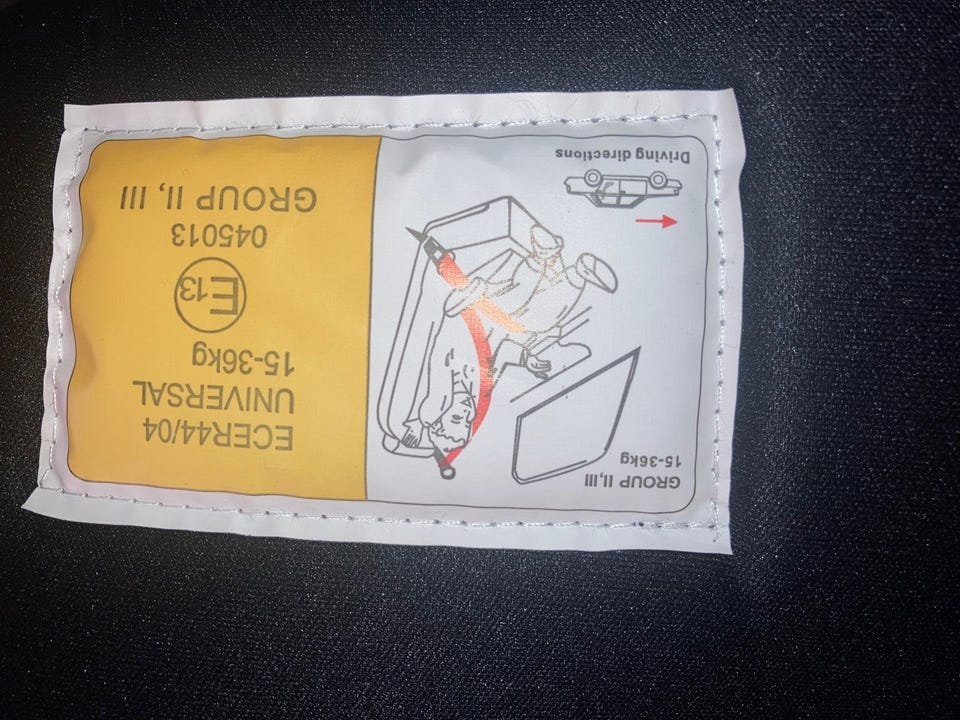 ECER44/04
UNIVERSAL
15-36kg
E13
045013
GROUP II, III
GROUP II,III
15-36kg
Driving directions